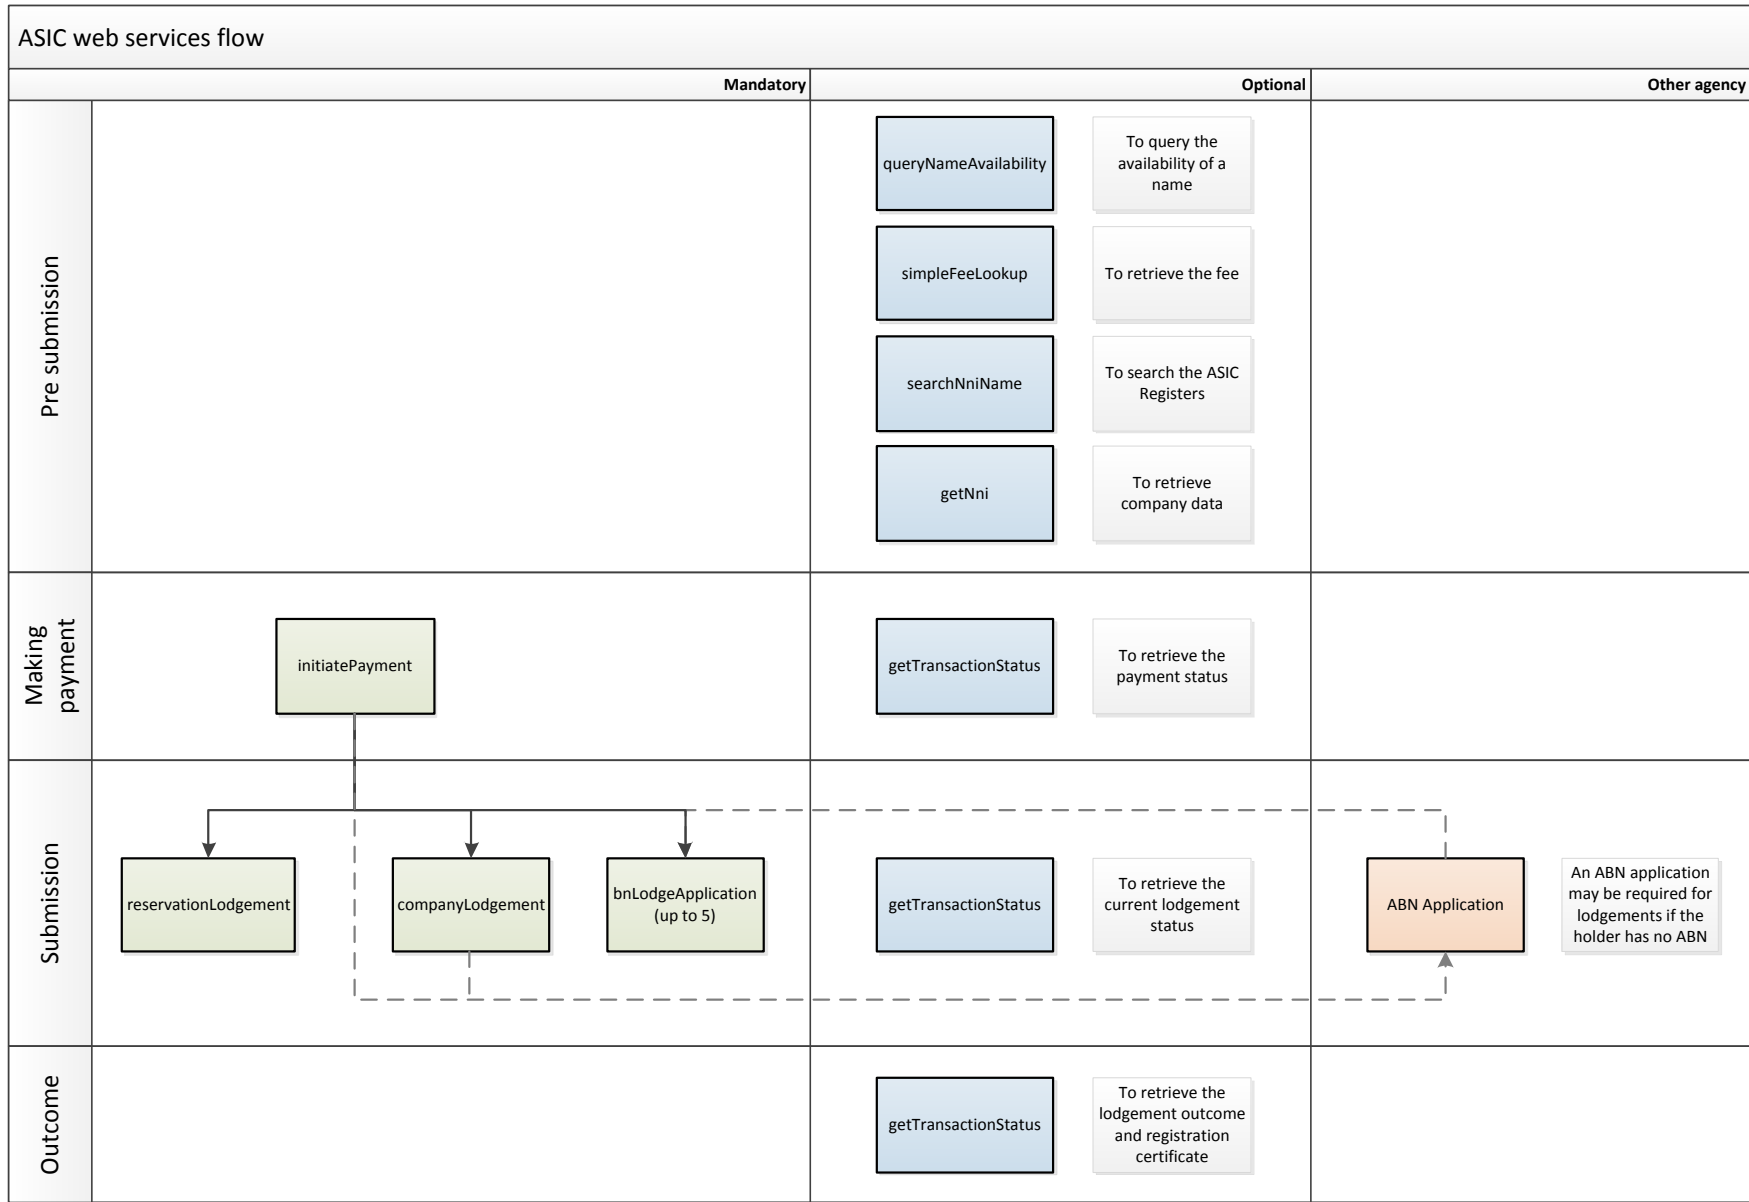 ASIC web services flow
Mandatory
Optional
Other agency
Pre submission
queryNameAvailability
To query the
availability of a
name
simpleFeeLookup
To retrieve the fee
searchNniName
To search the ASIC
Registers
getNni
To retrieve
company data
Making
payment
initiatePayment
getTransactionStatus
To retrieve the
payment status
Submission
reservationLodgement
companyLodgement
bnLodgeApplication
(up to 5)
getTransactionStatus
To retrieve the
current lodgement
status
ABN Application
An ABN application
may be required for
lodgements if the
holder has no ABN
Outcome
getTransactionStatus
To retrieve the
lodgement outcome
and registration
certificate